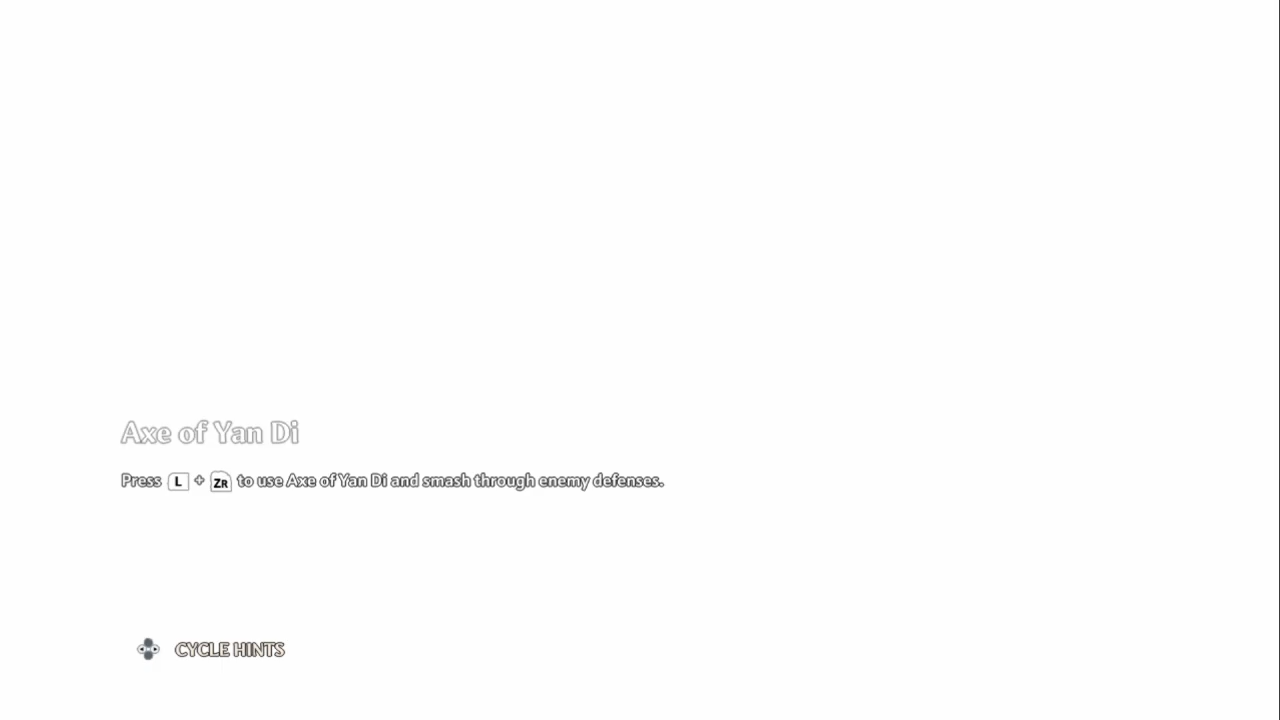 Axe of Yan Di
Press L + ZR to use Axe of Yan Di and smash through enemy defenses.
CYCLE HINTS